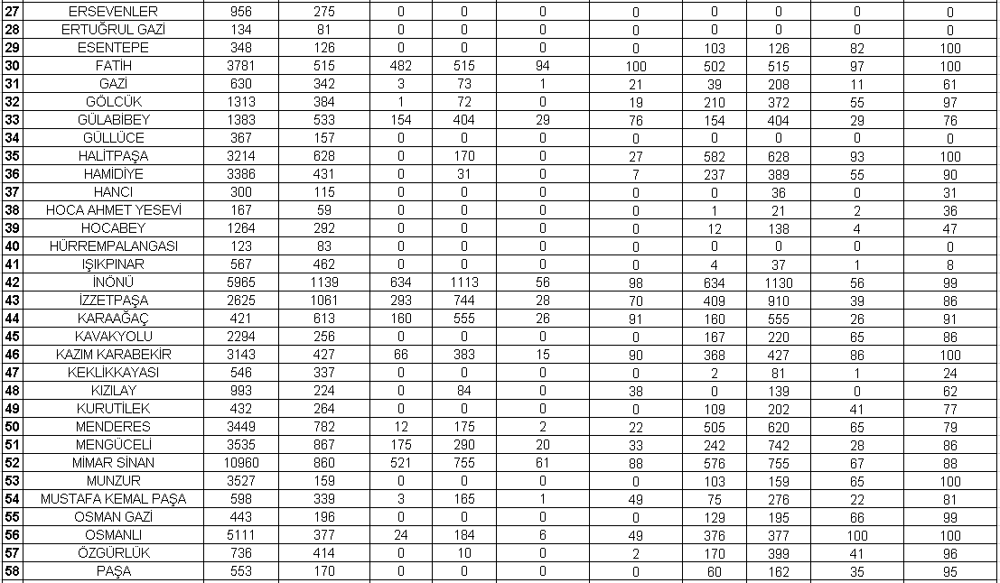 27 ERSEVENLER 956 275 0 0 0 0 0 0 0 0
28 ERTUĞRUL GAZİ 134 81 0 0 0 0 0 0 0 0
29 ESENTEPE 348 126 0 0 0 0 103 126 82 100
30 FATİH 3781 515 482 515 94 100 502 515 97 100
31 GAZİ 630 342 3 73 1 21 39 208 11 61
32 GÖLCÜK 1313 384 1 72 0 19 210 372 55 97
33 GÜLABİBEY 1383 533 154 404 29 76 154 404 29 76
34 GÜLLÜCE 367 157 0 0 0 0 0 0 0 0
35 HALİTPAŞA 3214 628 0 170 0 27 582 628 93 100
36 HAMİDİYE 3386 431 0 31 0 7 237 389 55 90
37 HANCI 300 115 0 0 0 0 0 36 0 31
38 HOCA AHMET YESEVİ 167 59 0 0 0 0 1 21 2 36
39 HOCABEY 1264 292 0 0 0 0 12 138 4 47
40 HÜRREMPALANGASI 123 83 0 0 0 0 0 0 0 0
41 IŞIKPINAR 567 462 0 0 0 0 4 37 1 8
42 İNÖNÜ 5965 1139 634 1113 56 98 634 1130 56 99
43 İZZETPAŞA 2625 1061 293 744 28 70 409 910 39 86
44 KARAAĞAÇ 421 613 160 555 26 91 160 555 26 91
45 KAVAKYOLU 2294 256 0 0 0 0 167 220 65 86
46 KAZIM KARABEKİR 3143 427 66 383 15 90 368 427 86 100
47 KEKLİKKAYASI 546 337 0 0 0 0 2 81 1 24
48 KIZILAY 993 224 0 84 0 38 0 139 0 62
49 KURUTİLEK 432 264 0 0 0 0 109 202 41 77
50 MENDERES 3449 782 12 175 2 22 505 620 65 79
51 MENGÜCELİ 3535 867 175 290 20 33 242 742 28 86
52 MİMAR SİNAN 10960 860 521 755 61 88 576 755 67 88
53 MUNZUR 3527 159 0 0 0 0 103 159 65 100
54 MUSTAFA KEMAL PAŞA 598 339 3 165 1 49 75 276 22 81
55 OSMAN GAZİ 443 196 0 0 0 0 129 195 66 99
56 OSMANLI 5111 377 24 184 6 49 376 377 100 100
57 ÖZGÜRLÜK 736 414 0 10 0 2 170 399 41 96
58 PAŞA 553 170 0 0 0 0 60 162 35 95